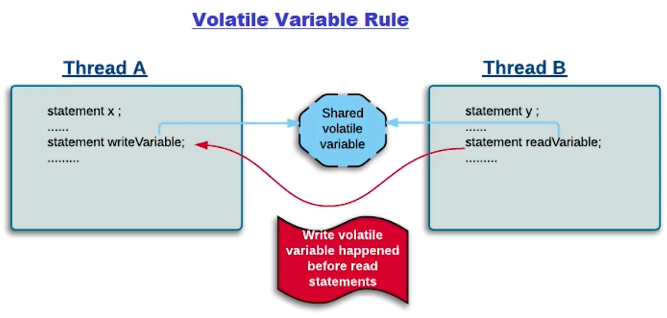 Volatile Variable Rule
Thread A
Thread B
statement x ;
......
statement writeVariable;
.........
Shared
volatile
variable
statement y ;
......
statement readVariable;
.........
Write volatile
variable happened
before read
statements